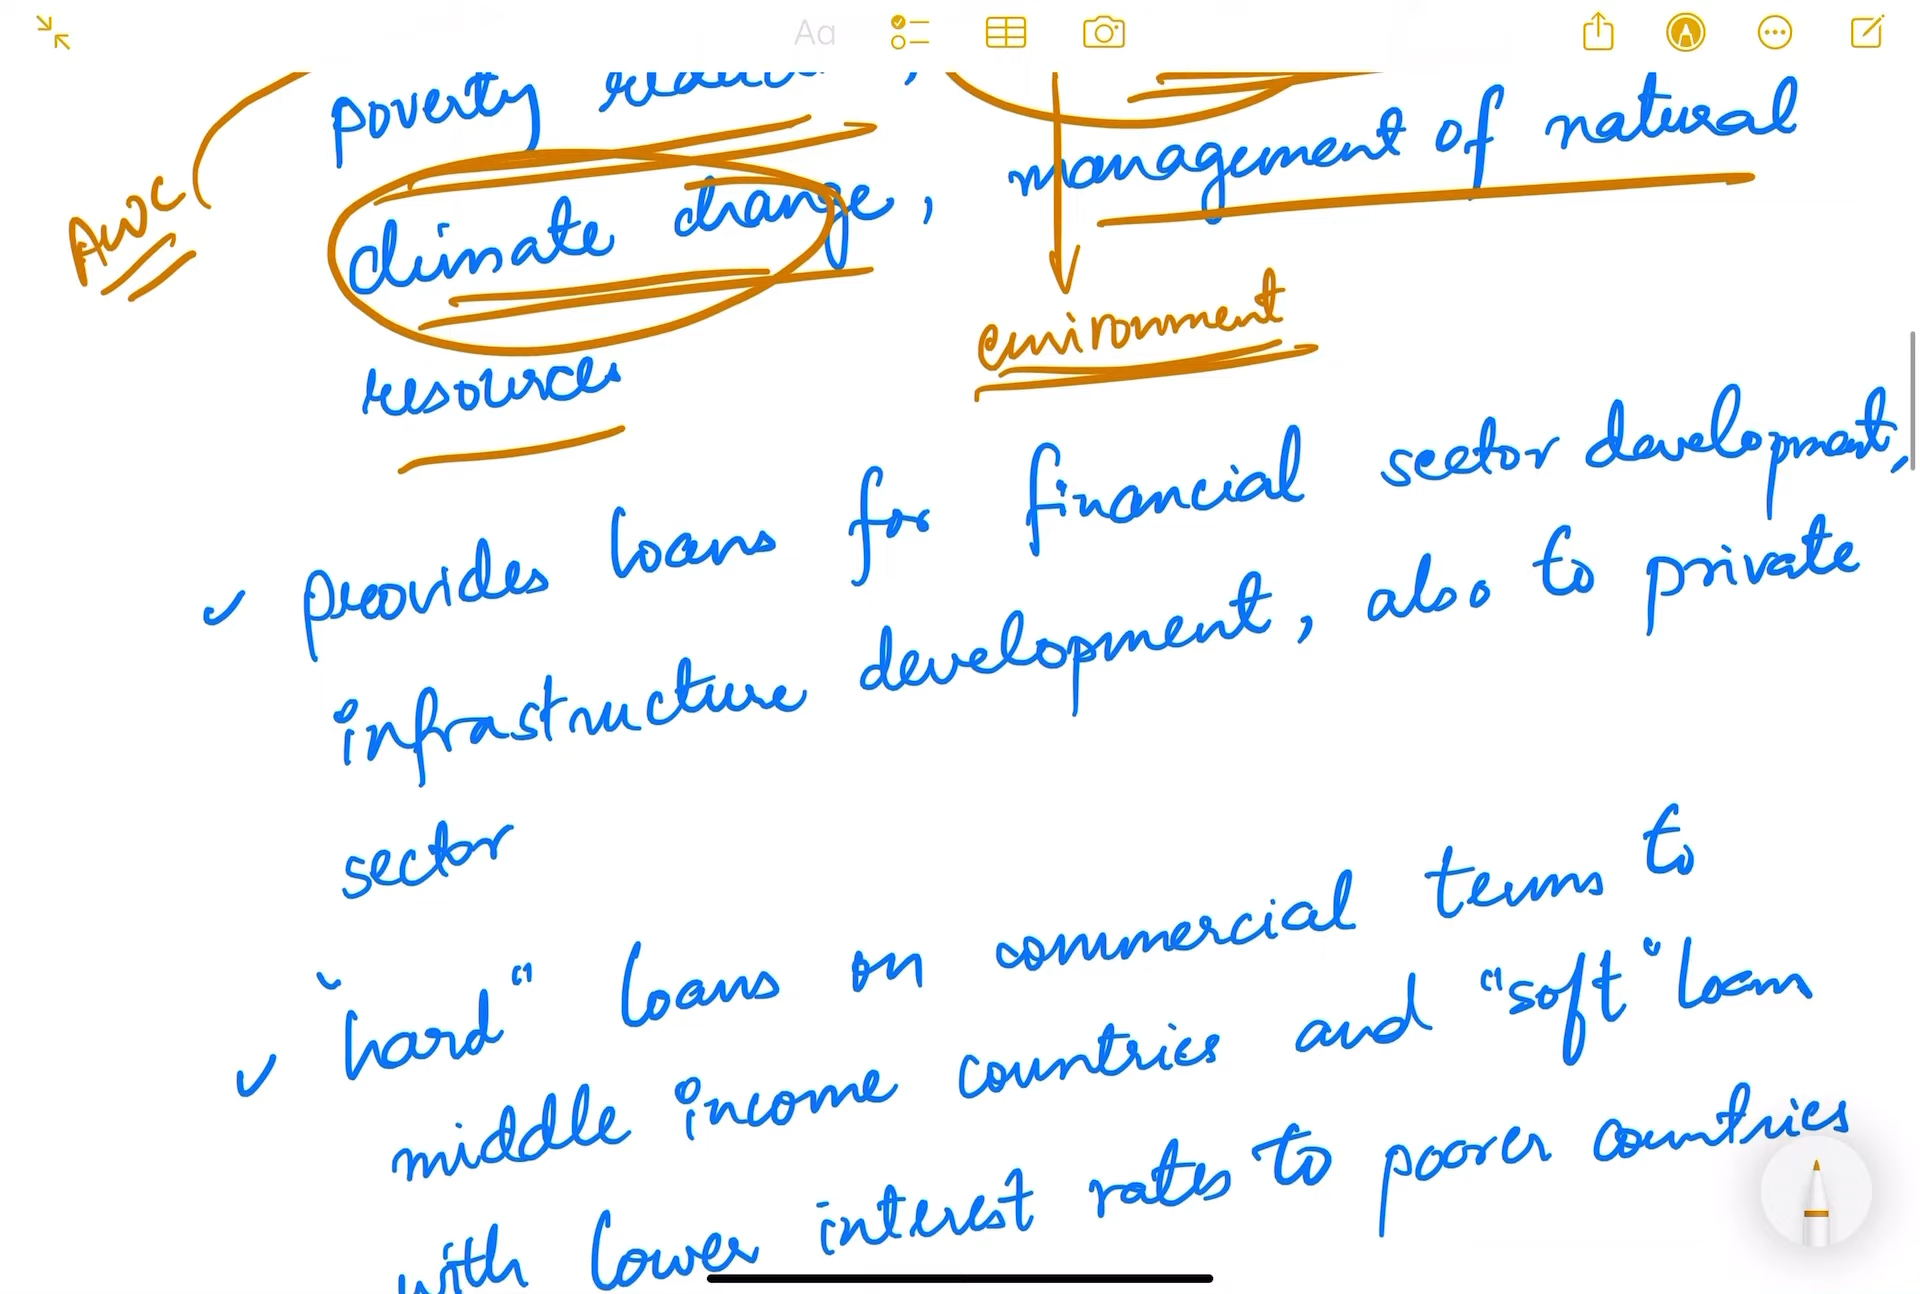 Aa
poverty
AWOC
climate change, management of natural
environment
resources
provides loans for financial sector development,
infrastructure development, also to private
sector
"hard" loans on commercial terms to
middle income countries and "soft" loan
with lower interest rates to poorer countries